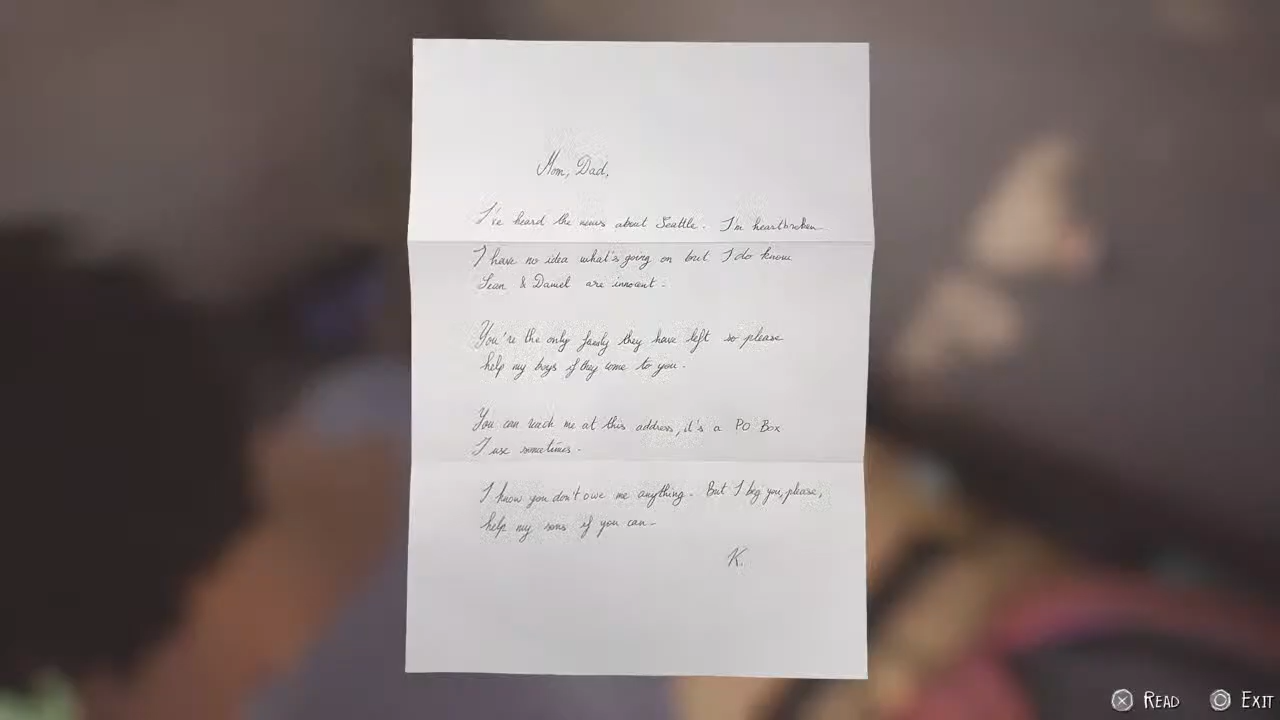 Mom, Dad,
I've heard the news about Seattle. I'm heartbroken
I have no idea what's going on but I do know
Sean & Daniel are innocent.
You're the only family they have left so please
help my boys if they come to you.
You can reach me at this address, it's a PO Box
I use sometimes.
I know you don't owe me anything. But I beg you, please,
help my sons if you can.
K.
READ
EXIT